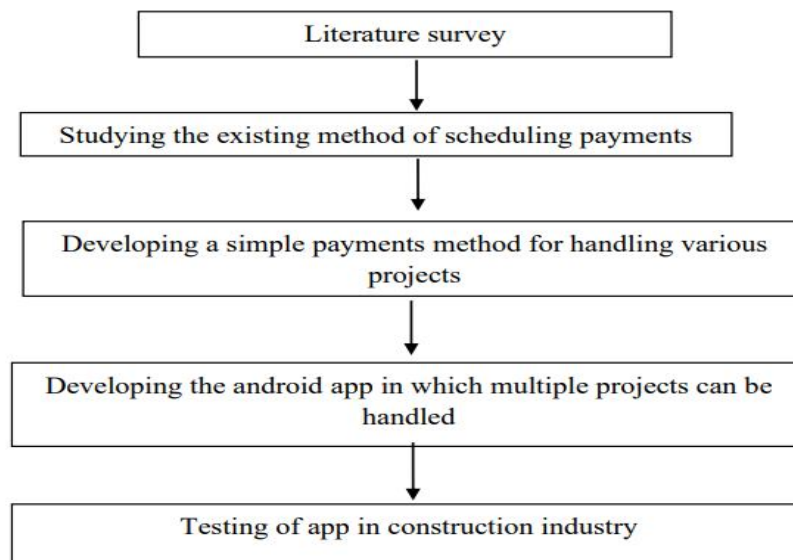 Literature survey
Studying the existing method of scheduling payments
Developing a simple payments method for handling various
projects
Developing the android app in which multiple projects can be
handled
Testing of app in construction industry